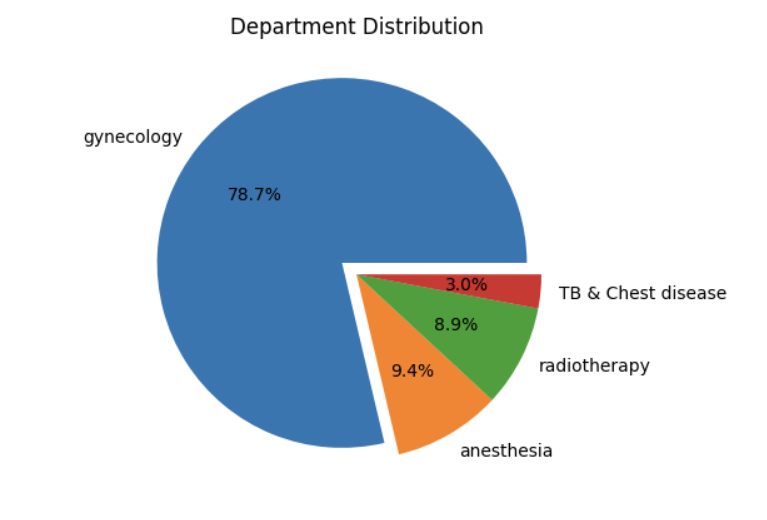 Department Distribution
gynecology
78.7%
3.0%
TB & Chest disease
8.9%
radiotherapy
9.4%
anesthesia